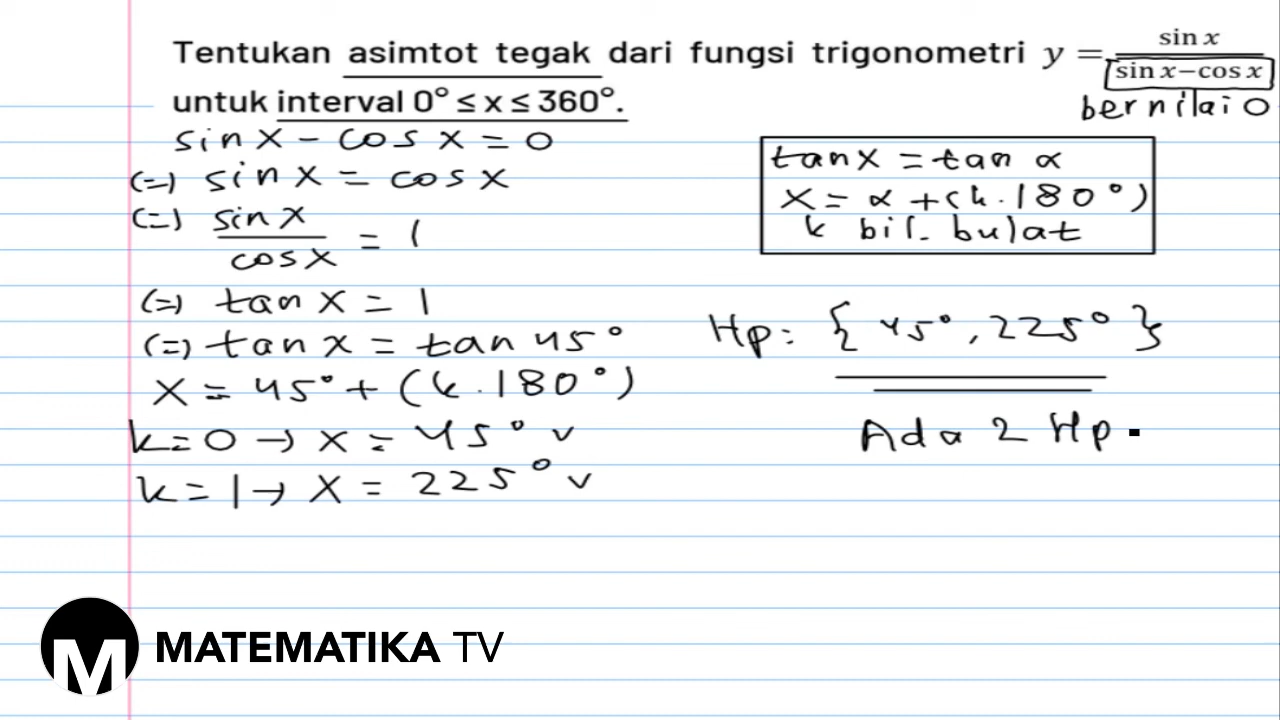 Tentukan asimtot tegak dari fungsi trigonometri y = sin x / sin x−cos x
untuk interval 0° ≤ x ≤ 360°.
bernilai 0
sin x − cos x = 0
(=) sin x = cos x
(=) sin x / cos x = 1
(=) tan x = 1
(=) tan x = tan 45°
x = 45° + (k . 180°)
k = 0 → x = 45° v
k = 1 → x = 225° v
tan x = tan α
x = α + (k . 180°)
k bil. bulat
Hp: { 45°, 225° }
Ada 2 Hp.
M MATEMATIKA TV